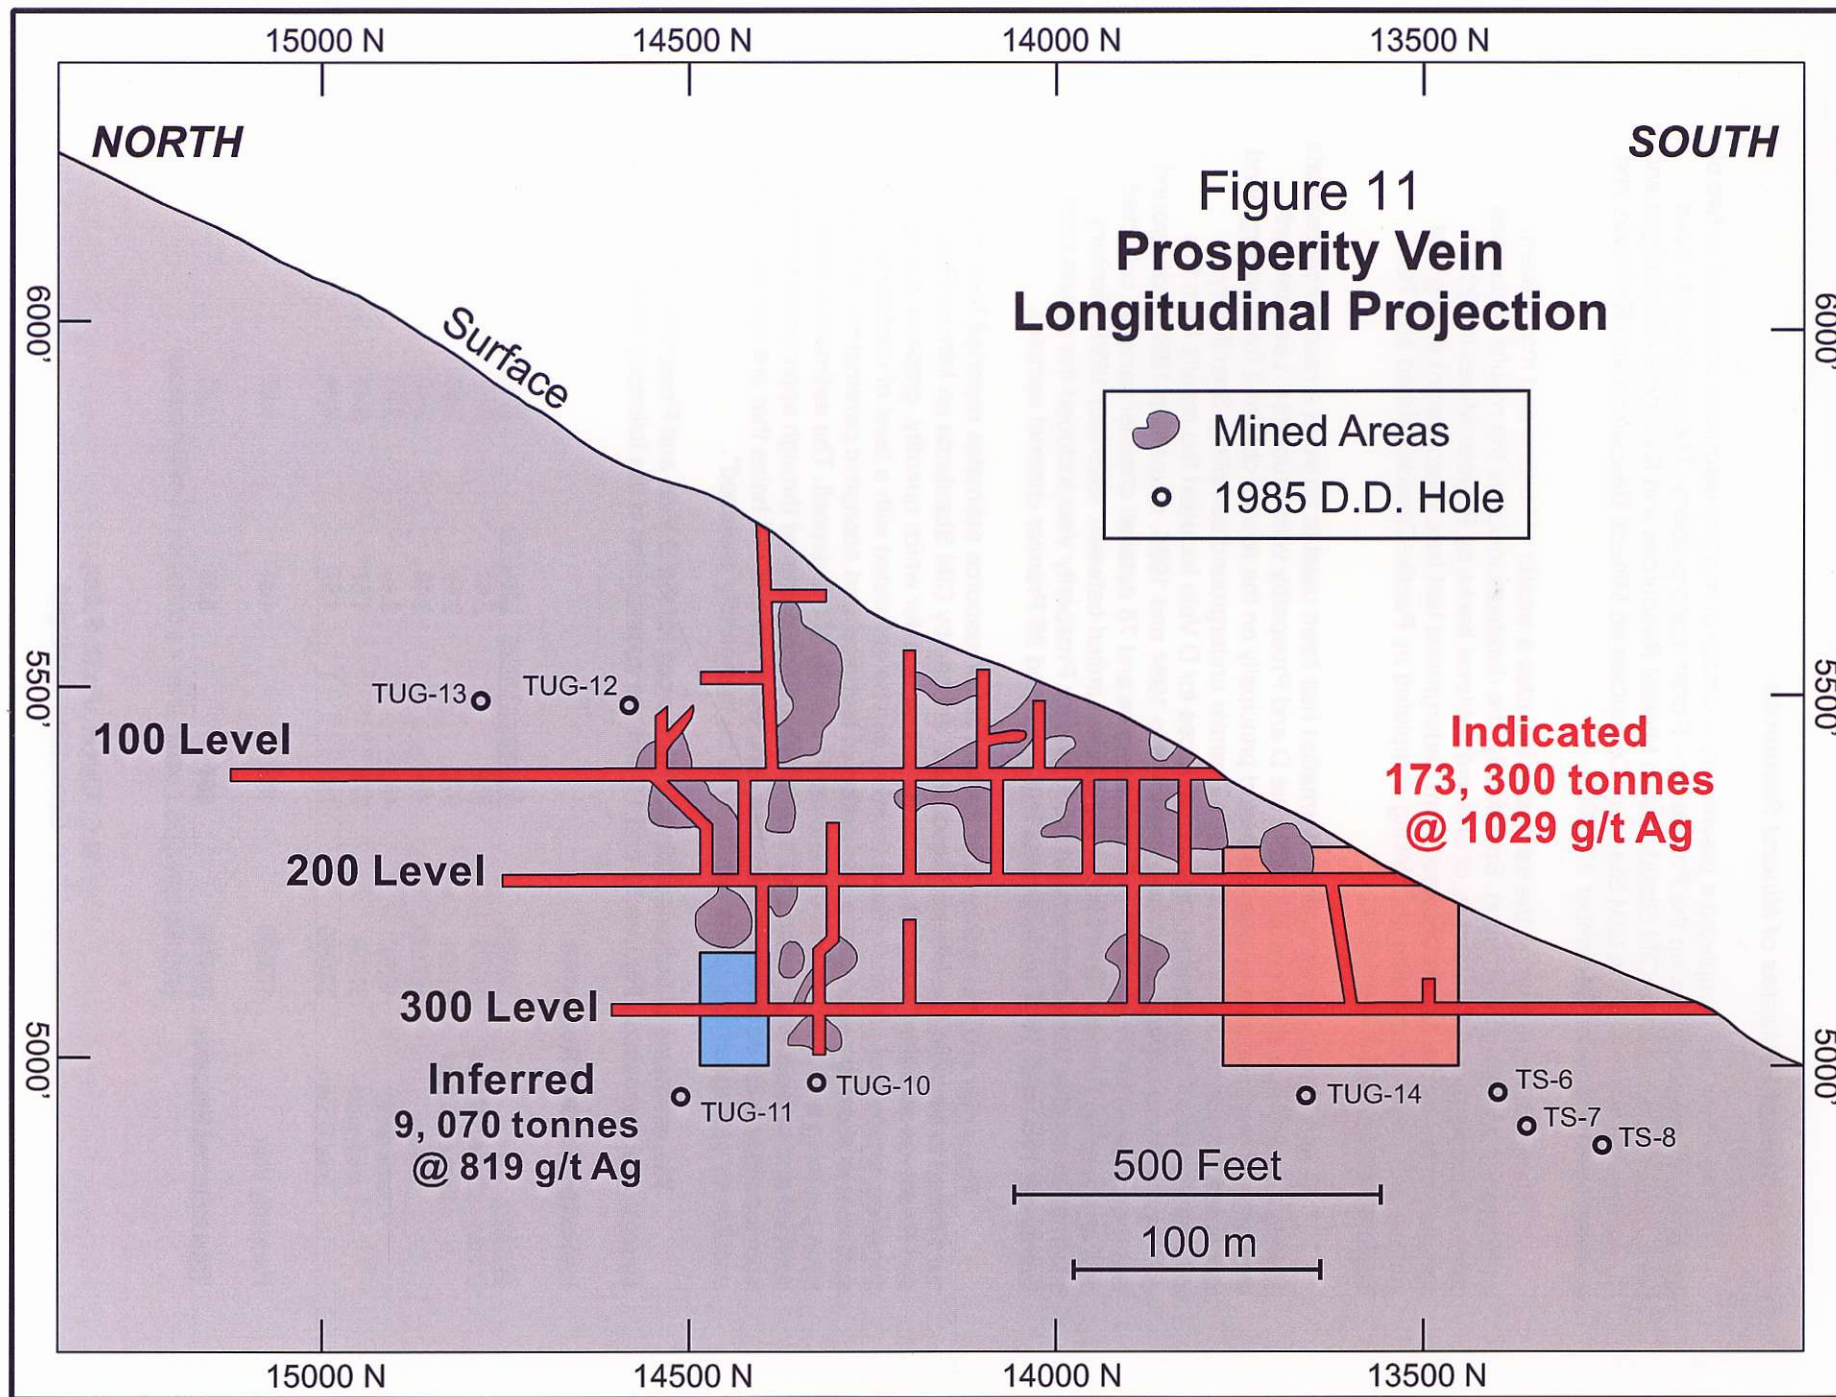 15000 N 14500 N 14000 N 13500 N
NORTH SOUTH
Figure 11
Prosperity Vein
Longitudinal Projection
6000' 6000'
Surface
Mined Areas
1985 D.D. Hole
5500' 5500'
TUG-13 TUG-12
100 Level
Indicated
173, 300 tonnes
@ 1029 g/t Ag
200 Level
300 Level
5000' 5000'
Inferred
9, 070 tonnes
@ 819 g/t Ag
TUG-11
TUG-10
TUG-14
TS-6
TS-7
TS-8
500 Feet
100 m
15000 N 14500 N 14000 N 13500 N